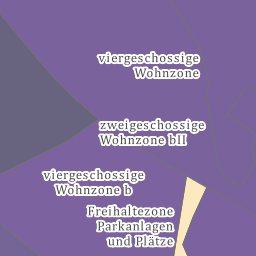 viergeschossige
Wohnzone
zweigeschossige
Wohnzone bII
viergeschossige
Wohnzone b
Freihaltezone
Parkanlagen
und Plätze